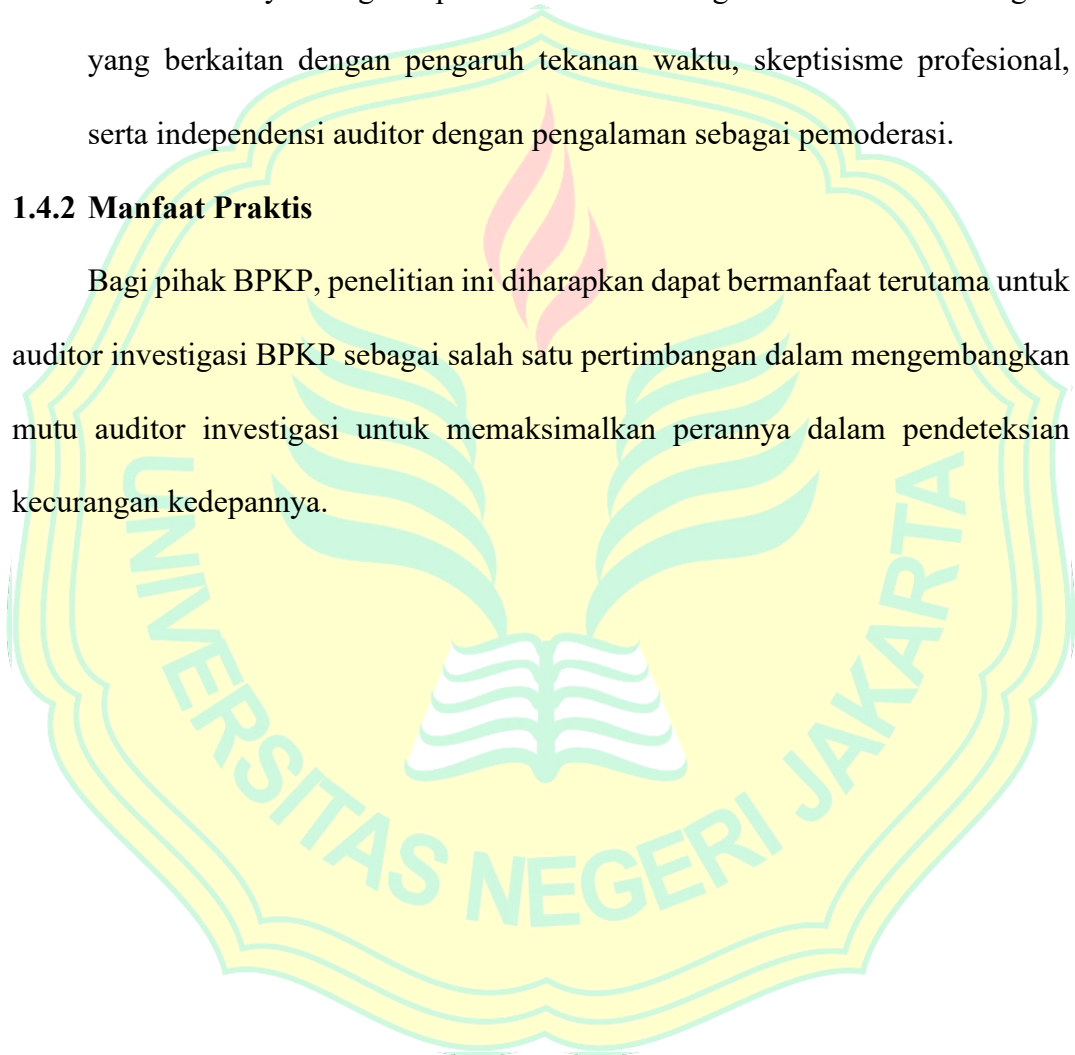 yang berkaitan dengan pengaruh tekanan waktu, skeptisisme profesional,
serta independensi auditor dengan pengalaman sebagai pemoderasi.
1.4.2 Manfaat Praktis
Bagi pihak BPKP, penelitian ini diharapkan dapat bermanfaat terutama untuk
auditor investigasi BPKP sebagai salah satu pertimbangan dalam mengembangkan
mutu auditor investigasi untuk memaksimalkan perannya dalam pendeteksian
kecurangan kedepannya.
UNIVERSITAS NEGERI JAKARTA